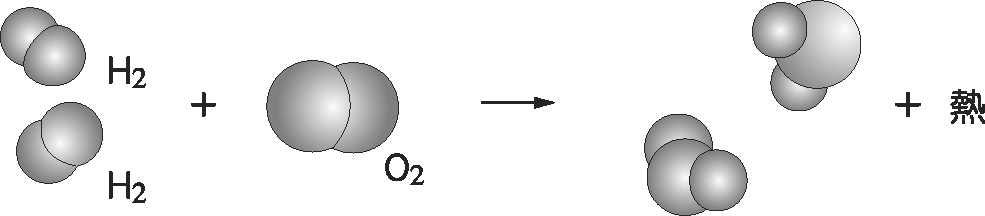 H₂
H₂
+
O₂
+ 熱